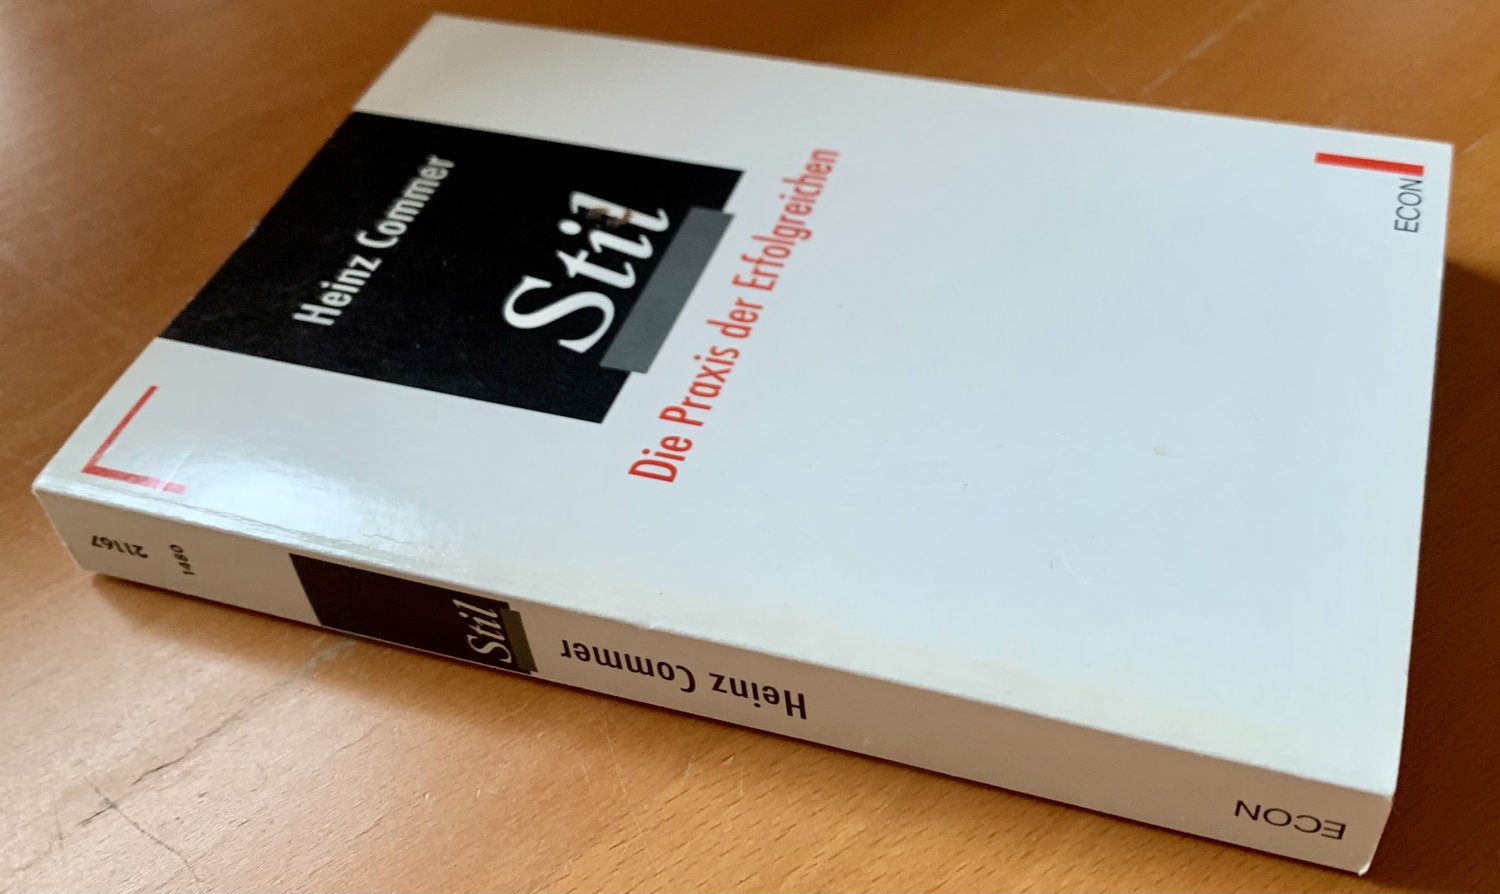 Heinz Commer
Stil
Die Praxis der Erfolgreichen
ECON
21167
1480
Stil
Heinz Commer
ECON